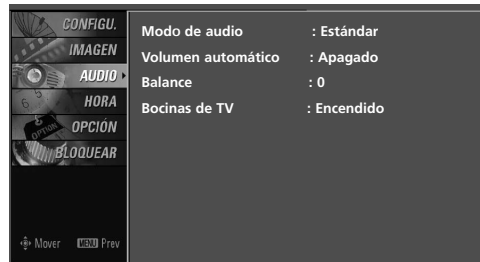 CONFIGU.
IMAGEN
AUDIO
HORA
OPCIÓN
BLOQUEAR
Mover MENU Prev
Modo de audio : Estándar
Volumen automático : Apagado
Balance : 0
Bocinas de TV : Encendido